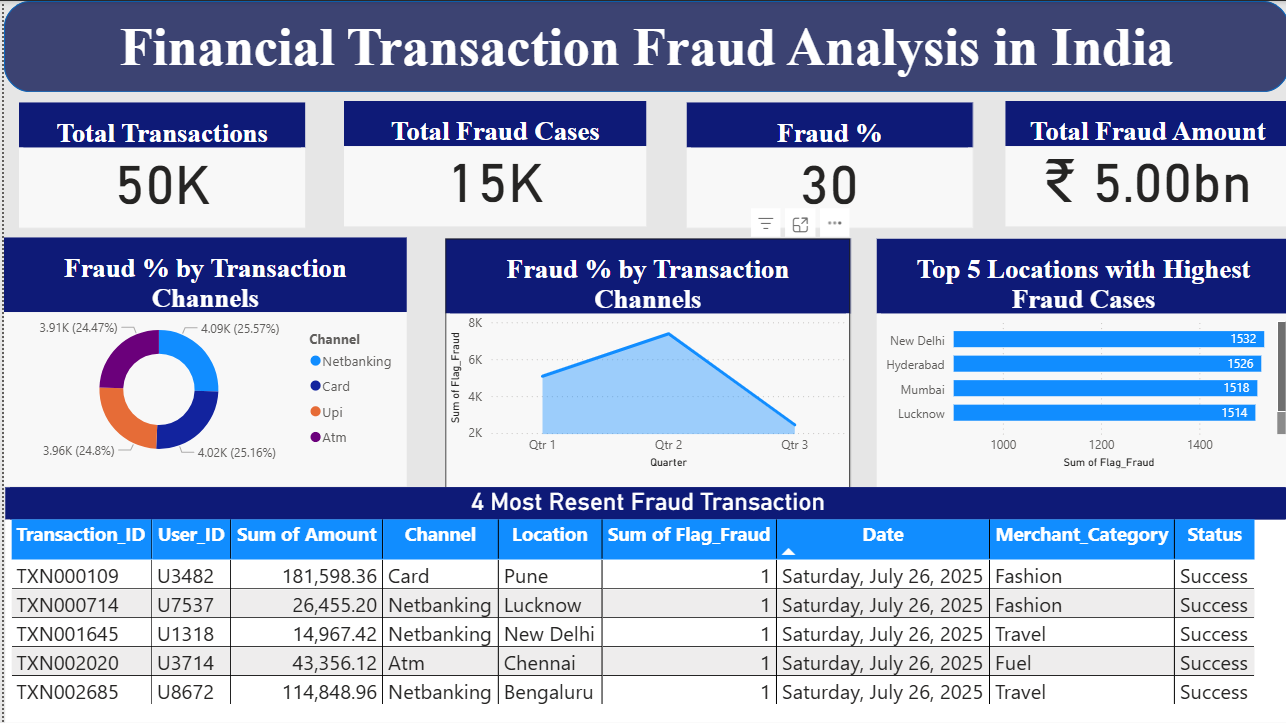 Financial Transaction Fraud Analysis in India
Total Transactions
50K
Total Fraud Cases
15K
Fraud %
30
Total Fraud Amount
₹ 5.00bn
Fraud % by Transaction
Channels
3.91K (24.47%)
4.09K (25.57%)
3.96K (24.8%)
4.02K (25.16%)
Channel
Netbanking
Card
Upi
Atm
Fraud % by Transaction
Channels
Sum of Flag_Fraud
8K
6K
4K
2K
Qtr 1 Qtr 2 Qtr 3
Quarter
Top 5 Locations with Highest
Fraud Cases
New Delhi 1532
Hyderabad 1526
Mumbai 1518
Lucknow 1514
1000 1200 1400
Sum of Flag_Fraud
4 Most Resent Fraud Transaction
Transaction_ID User_ID Sum of Amount Channel Location Sum of Flag_Fraud Date Merchant_Category Status
TXN000109 U3482 181,598.36 Card Pune 1 Saturday, July 26, 2025 Fashion Success
TXN000714 U7537 26,455.20 Netbanking Lucknow 1 Saturday, July 26, 2025 Fashion Success
TXN001645 U1318 14,967.42 Netbanking New Delhi 1 Saturday, July 26, 2025 Travel Success
TXN002020 U3714 43,356.12 Atm Chennai 1 Saturday, July 26, 2025 Fuel Success
TXN002685 U8672 114,848.96 Netbanking Bengaluru 1 Saturday, July 26, 2025 Travel Success